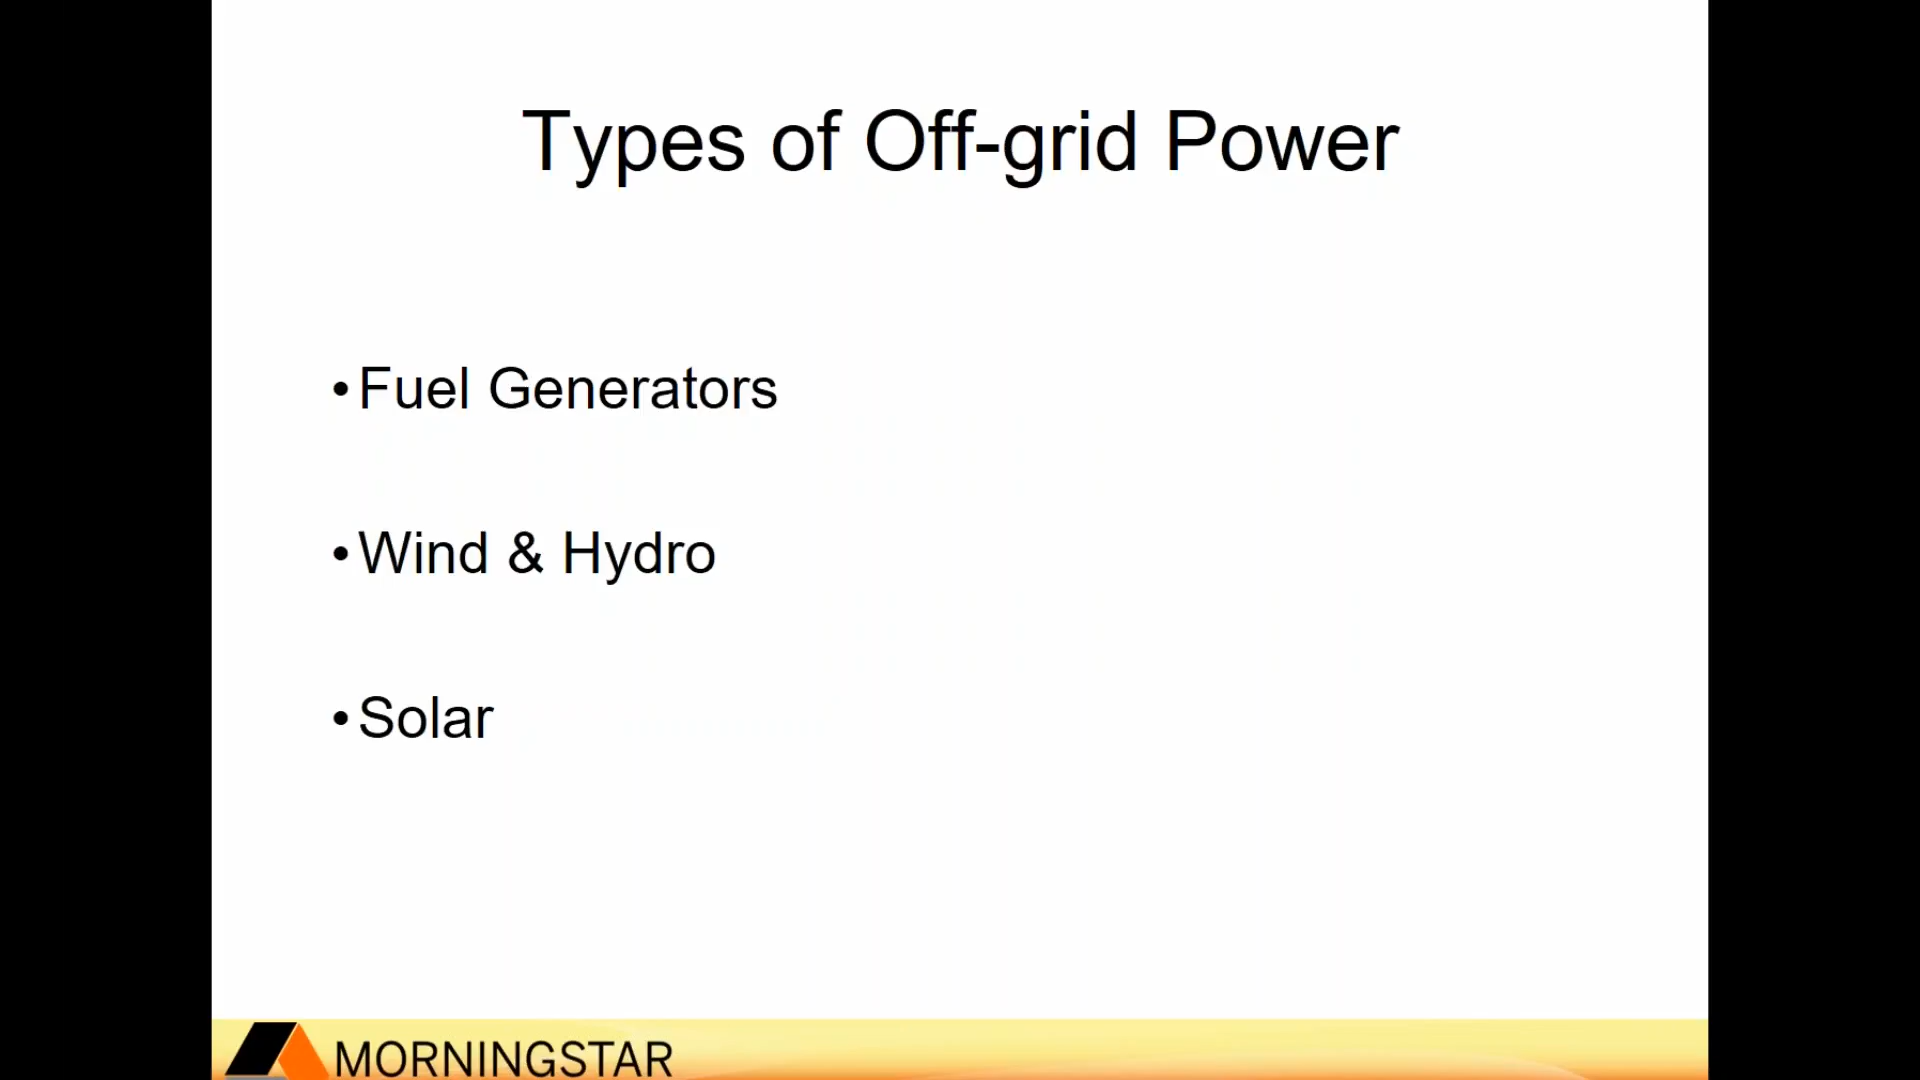 Types of Off-grid Power
•Fuel Generators
•Wind & Hydro
•Solar
MORNINGSTAR